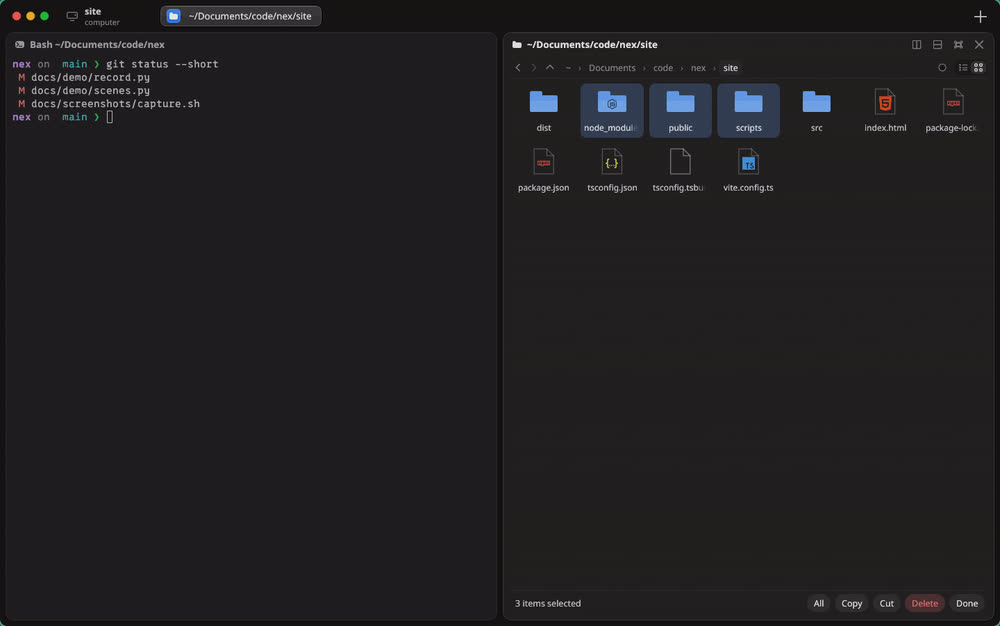 site
computer
~/Documents/code/nex/site
Bash ~/Documents/code/nex
nex on main ❯ git status --short
M docs/demo/record.py
M docs/demo/scenes.py
M docs/screenshots/capture.sh
nex on main ❯
~/Documents/code/nex/site
~ › Documents › code › nex › site
dist node_module public scripts src index.html package-lock
package.json tsconfig.json tsconfig.tsbu vite.config.ts
3 items selected All Copy Cut Delete Done